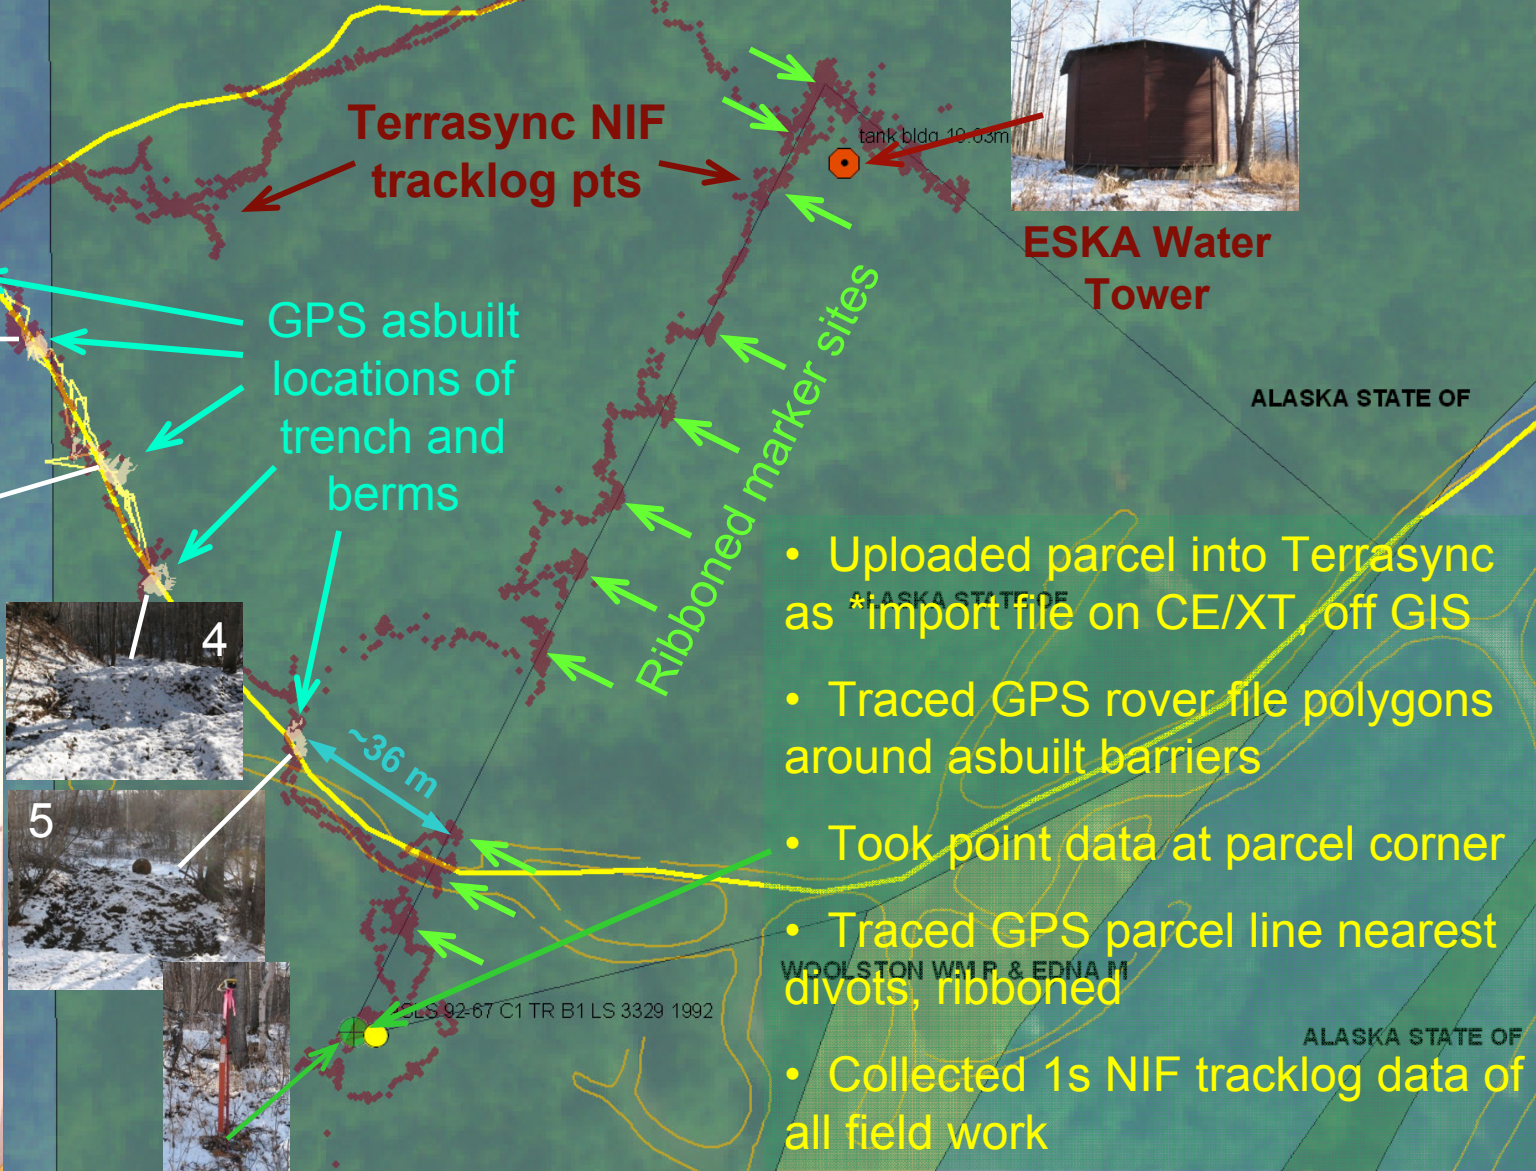 Terrasync NIF
tracklog pts
tank bldg 10.63m
ESKA Water
Tower
GPS asbuilt
locations of
trench and
berms
Ribboned marker sites
ALASKA STATE OF
• Uploaded parcel into Terrasync
ALASKA STATE OF
as *import file on CE/XT, off GIS
4
• Traced GPS rover file polygons
around asbuilt barriers
~36 m
5
• Took point data at parcel corner
• Traced GPS parcel line nearest
WOOLSTON WM R & EDNA M
divots, ribboned
92-67 C1 TR B1 LS 3329 1992
ALASKA STATE OF
• Collected 1s NIF tracklog data of
all field work